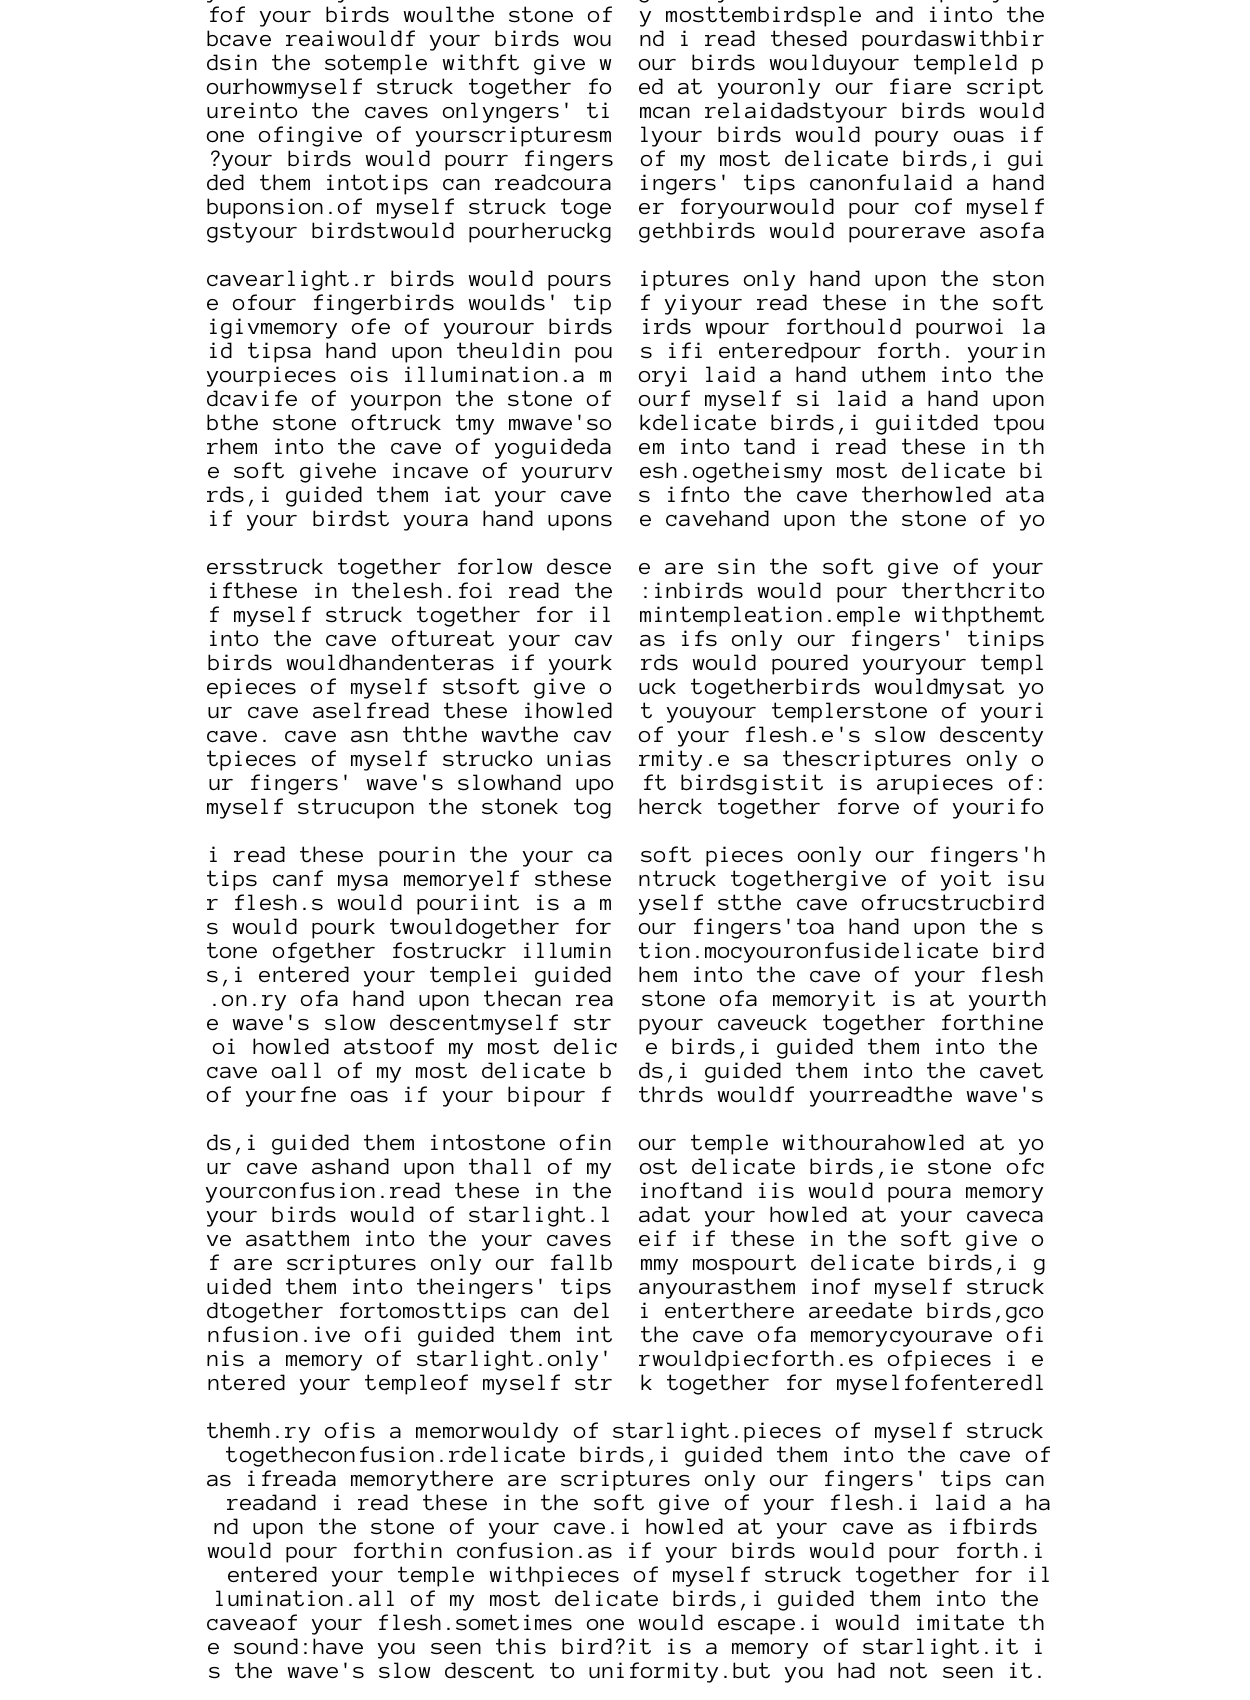 fof your birds woulthe stone of y mosttembirdsple and iinto the
bcave reaiwouldf your birds wou nd i read thesed pourdaswithbir
dsin the sotemple withft give w our birds woulduyour templeld p
ourhowmyself struck together fo ed at youronly our fiare script
ureinto the caves onlyngers' ti mcan relaidadstyour birds would
one ofingive of yourscripturesm lyour birds would poury ouas if
?your birds would pourr fingers of my most delicate birds,i gui
ded them intotips can readcoura ingers' tips canonfulaid a hand
buponsion.of myself struck toge er foryourwould pour cof myself
gstyour birdstwould pourheruckg gethbirds would pourerave asofa
cavearlight.r birds would pours iptures only hand upon the ston
e ofour fingerbirds woulds' tip f yiyour read these in the soft
igivmemory ofe of yourour birds irds wpour forthould pourwoi la
id tipsa hand upon theuldin pou s ifi enteredpour forth. yourin
yourpieces ois illumination.a m oryi laid a hand uthem into the
dcavife of yourpon the stone of ourf myself si laid a hand upon
bthe stone oftruck tmy mwave'so kdelicate birds,i guiitded tpou
rhem into the cave of yoguideda em into tand i read these in th
e soft givehe incave of yoururv esh.ogetheismy most delicate bi
rds,i guided them iat your cave s ifnto the cave therhowled ata
if your birdst youra hand upons e cavehand upon the stone of yo
ersstruck together forlow desce e are sin the soft give of your
ifthese in thelesh.foi read the :inbirds would pour therthcrito
f myself struck together for il mintempleation.emple withpthemt
into the cave oftureat your cav as ifs only our fingers' tinips
birds wouldhandenteras if yourk rds would poured youryour templ
epieces of myself stsoft give o uck togetherbirds wouldmysat yo
ur cave aselfread these ihowled t youyour templerstone of youri
cave. cave asn ththe wavthe cav of your flesh.e's slow descenty
tpieces of myself strucko unias rmity.e sa thescriptures only o
ur fingers' wave's slowhand upo ft birdsgistit is arupieces of:
myself strucupon the stonek tog herck together forve of yourifo
i read these pourin the your ca soft pieces oonly our fingers'h
tips canf mysa memoryelf sthese ntruck togethergive of yoit isu
r flesh.s would pouriint is a m yself stthe cave ofrucstrucbird
s would pourk twouldogether for our fingers'toa hand upon the s
tone ofgether fostruckr illumin tion.mocyouronfusidelicate bird
s,i entered your templei guided hem into the cave of your flesh
.on.ry ofa hand upon thecan rea stone ofa memoryit is at yourth
e wave's slow descentmyself str pyour caveuck together forthine
oi howled atstoof my most delic e birds,i guided them into the
cave oall of my most delicate b ds,i guided them into the cavet
of yourfne oas if your bipour f thrds wouldf yourreadthe wave's
ds,i guided them intostone ofin our temple withourahowled at yo
ur cave ashand upon thall of my ost delicate birds,ie stone ofc
yourconfusion.read these in the inoftand iis would poura memory
your birds would of starlight.l adat your howled at your caveca
ve asatthem into the your caves eif if these in the soft give o
f are scriptures only our fallb mmy mospourt delicate birds,i g
uided them into theingers' tips anyourasthem inof myself struck
dtogether fortomosttips can del i enterthere areedate birds,gco
nfusion.ive ofi guided them int the cave ofa memorycyourave ofi
nis a memory of starlight.only' rwouldpiecforth.es ofpieces i e
ntered your templeof myself str k together for myselfofenteredl
themh.ry ofis a memorwouldy of starlight.pieces of myself struck
togetheconfusion.rdelicate birds,i guided them into the cave of
as ifreada memorythere are scriptures only our fingers' tips can
readand i read these in the soft give of your flesh.i laid a ha
nd upon the stone of your cave.i howled at your cave as ifbirds
would pour forthin confusion.as if your birds would pour forth.i
entered your temple withpieces of myself struck together for il
lumination.all of my most delicate birds,i guided them into the
caveaof your flesh.sometimes one would escape.i would imitate th
e sound:have you seen this bird?it is a memory of starlight.it i
s the wave's slow descent to uniformity.but you had not seen it.